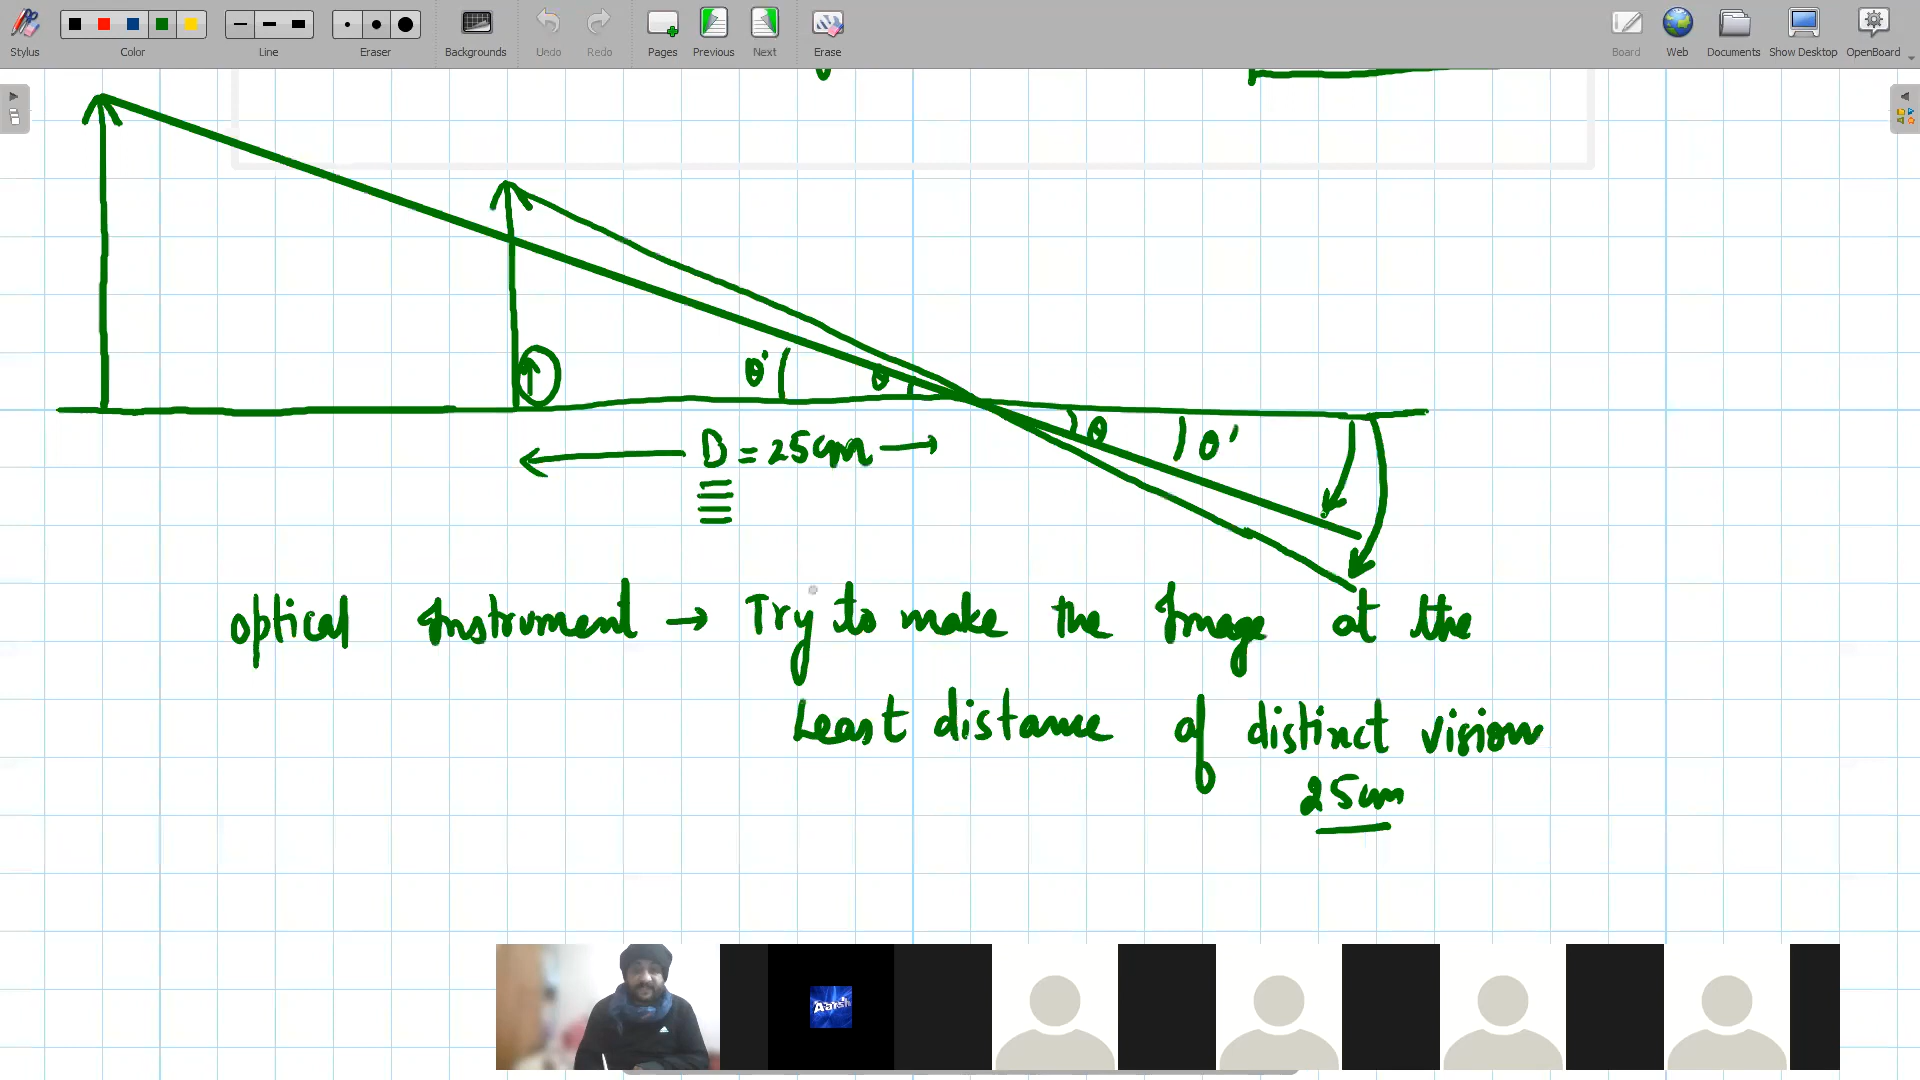 Stylus Color Line Eraser Backgrounds Undo Redo Pages Previous Next Erase Board Web Documents Show Desktop OpenBoard
θ' θ
θ θ'
D = 25cm
optical Instrument → Try to make the Image at the
Least distance of distinct vision
25cm
Aarsh